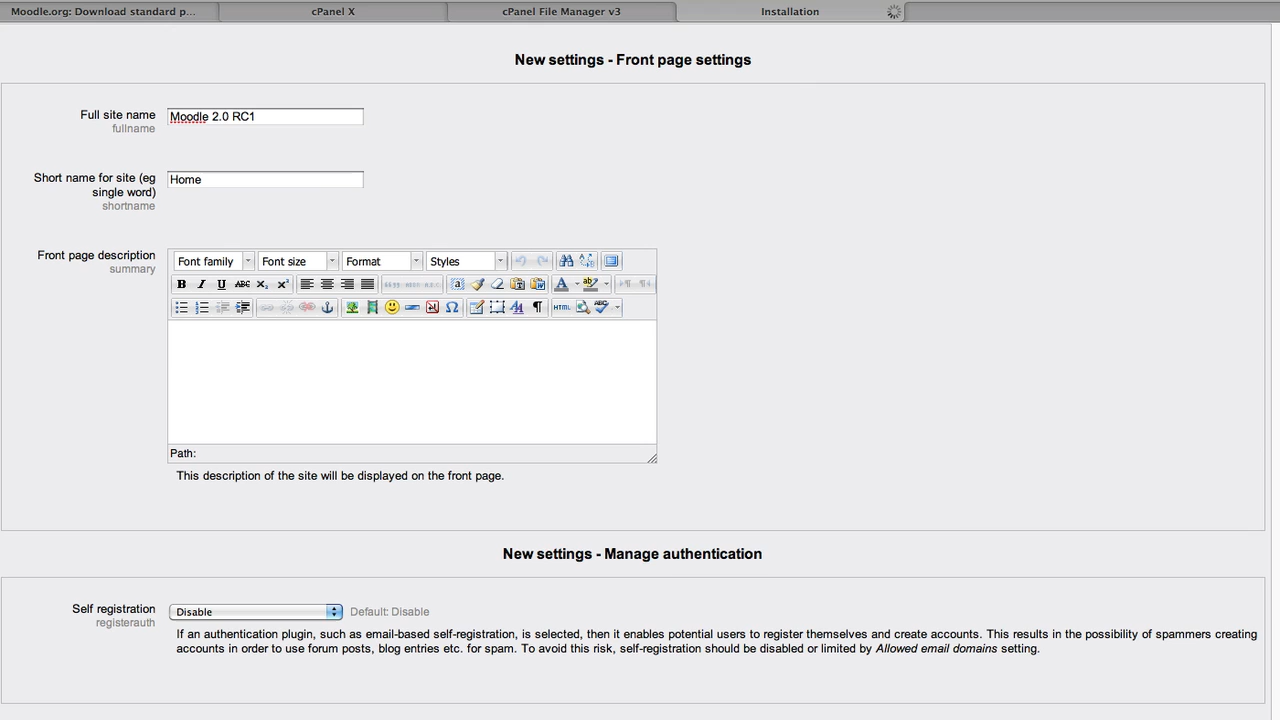 Moodle.org: Download standard p...
cPanel X
cPanel File Manager v3
Installation
New settings - Front page settings
Full site name
fullname
Moodle 2.0 RC1
Short name for site (eg
single word)
shortname
Home
Front page description
summary
Font family
Font size
Format
Styles
B I U ABC X₂ X²
HTML
Path:
This description of the site will be displayed on the front page.
New settings - Manage authentication
Self registration
registerauth
Disable
Default: Disable
If an authentication plugin, such as email-based self-registration, is selected, then it enables potential users to register themselves and create accounts. This results in the possibility of spammers creating
accounts in order to use forum posts, blog entries etc. for spam. To avoid this risk, self-registration should be disabled or limited by Allowed email domains setting.